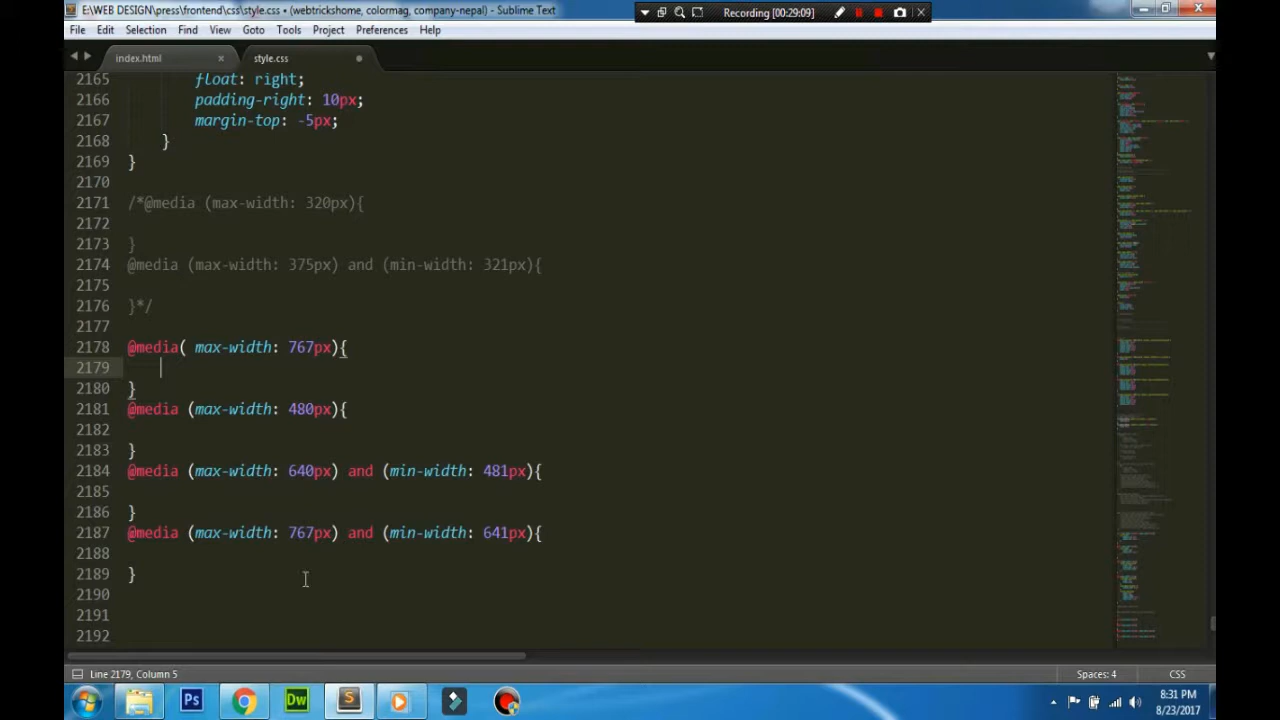 E:\WEB DESIGN\press\frontend\css\style.css • (webtrickshome, colormag, company-nepal) - Sublime Text
Recording [00:29:09]
File Edit Selection Find View Goto Tools Project Preferences Help
index.html × style.css
2165 float: right;
2166 padding-right: 10px;
2167 margin-top: -5px;
2168 }
2169 }
2170
2171 /*@media (max-width: 320px){
2172
2173 }
2174 @media (max-width: 375px) and (min-width: 321px){
2175
2176 }*/
2177
2178 @media( max-width: 767px){
2179
2180 }
2181 @media (max-width: 480px){
2182
2183 }
2184 @media (max-width: 640px) and (min-width: 481px){
2185
2186 }
2187 @media (max-width: 767px) and (min-width: 641px){
2188
2189 }
2190
2191
2192
Line 2179, Column 5 Spaces: 4 CSS
Ps Dw S
8:31 PM
8/23/2017